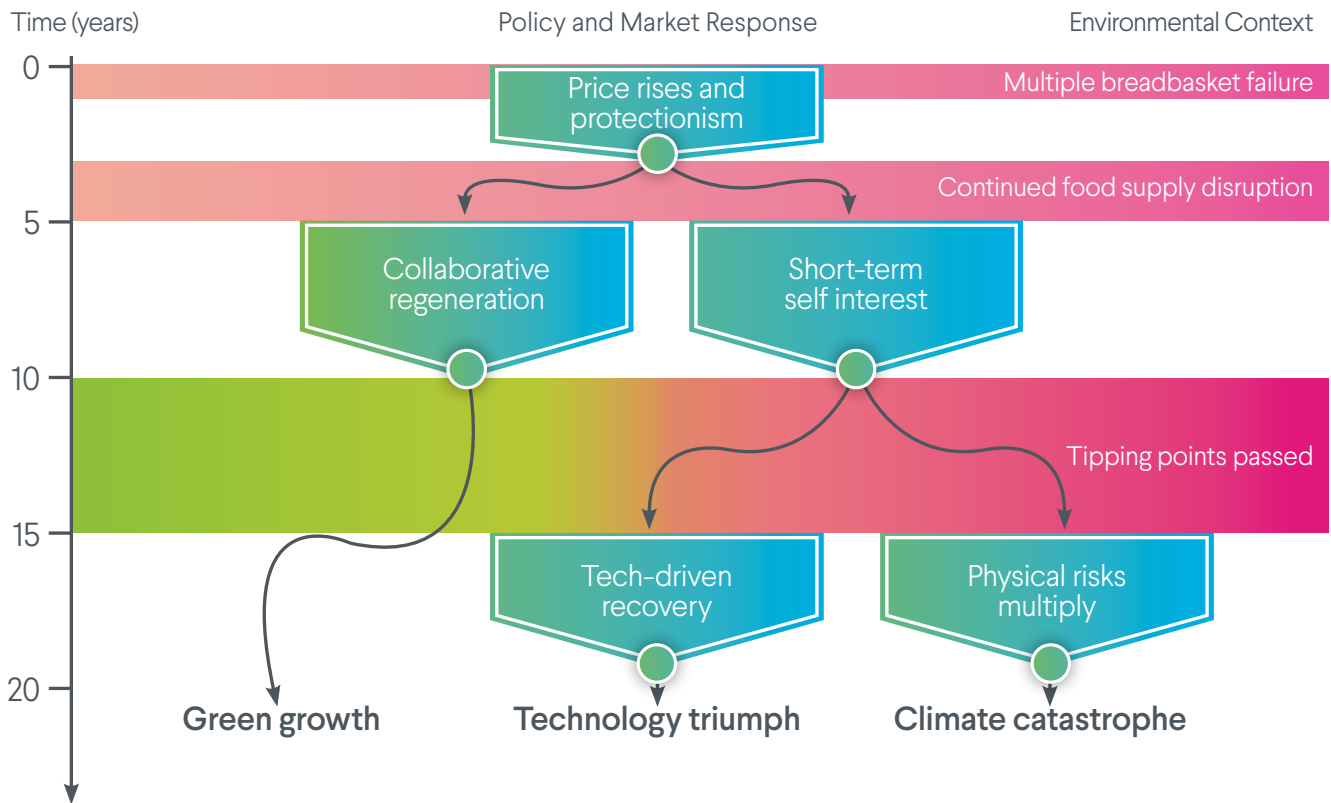 Time (years)
Policy and Market Response
Environmental Context
0
Price rises and
protectionism
Multiple breadbasket failure
Continued food supply disruption
5
Collaborative
regeneration
Short-term
self interest
10
Tipping points passed
15
Tech-driven
recovery
Physical risks
multiply
20
Green growth
Technology triumph
Climate catastrophe